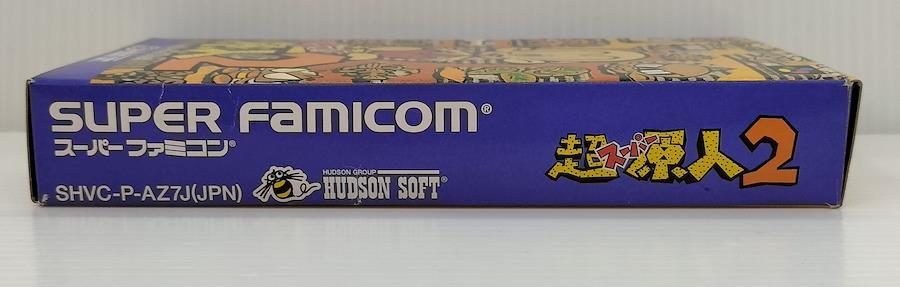 SUPER FAMICOM®
スーパーファミコン®
SHVC-P-AZ7J(JPN)
HUDSON GROUP
HUDSON SOFT®
超スーパー原人2